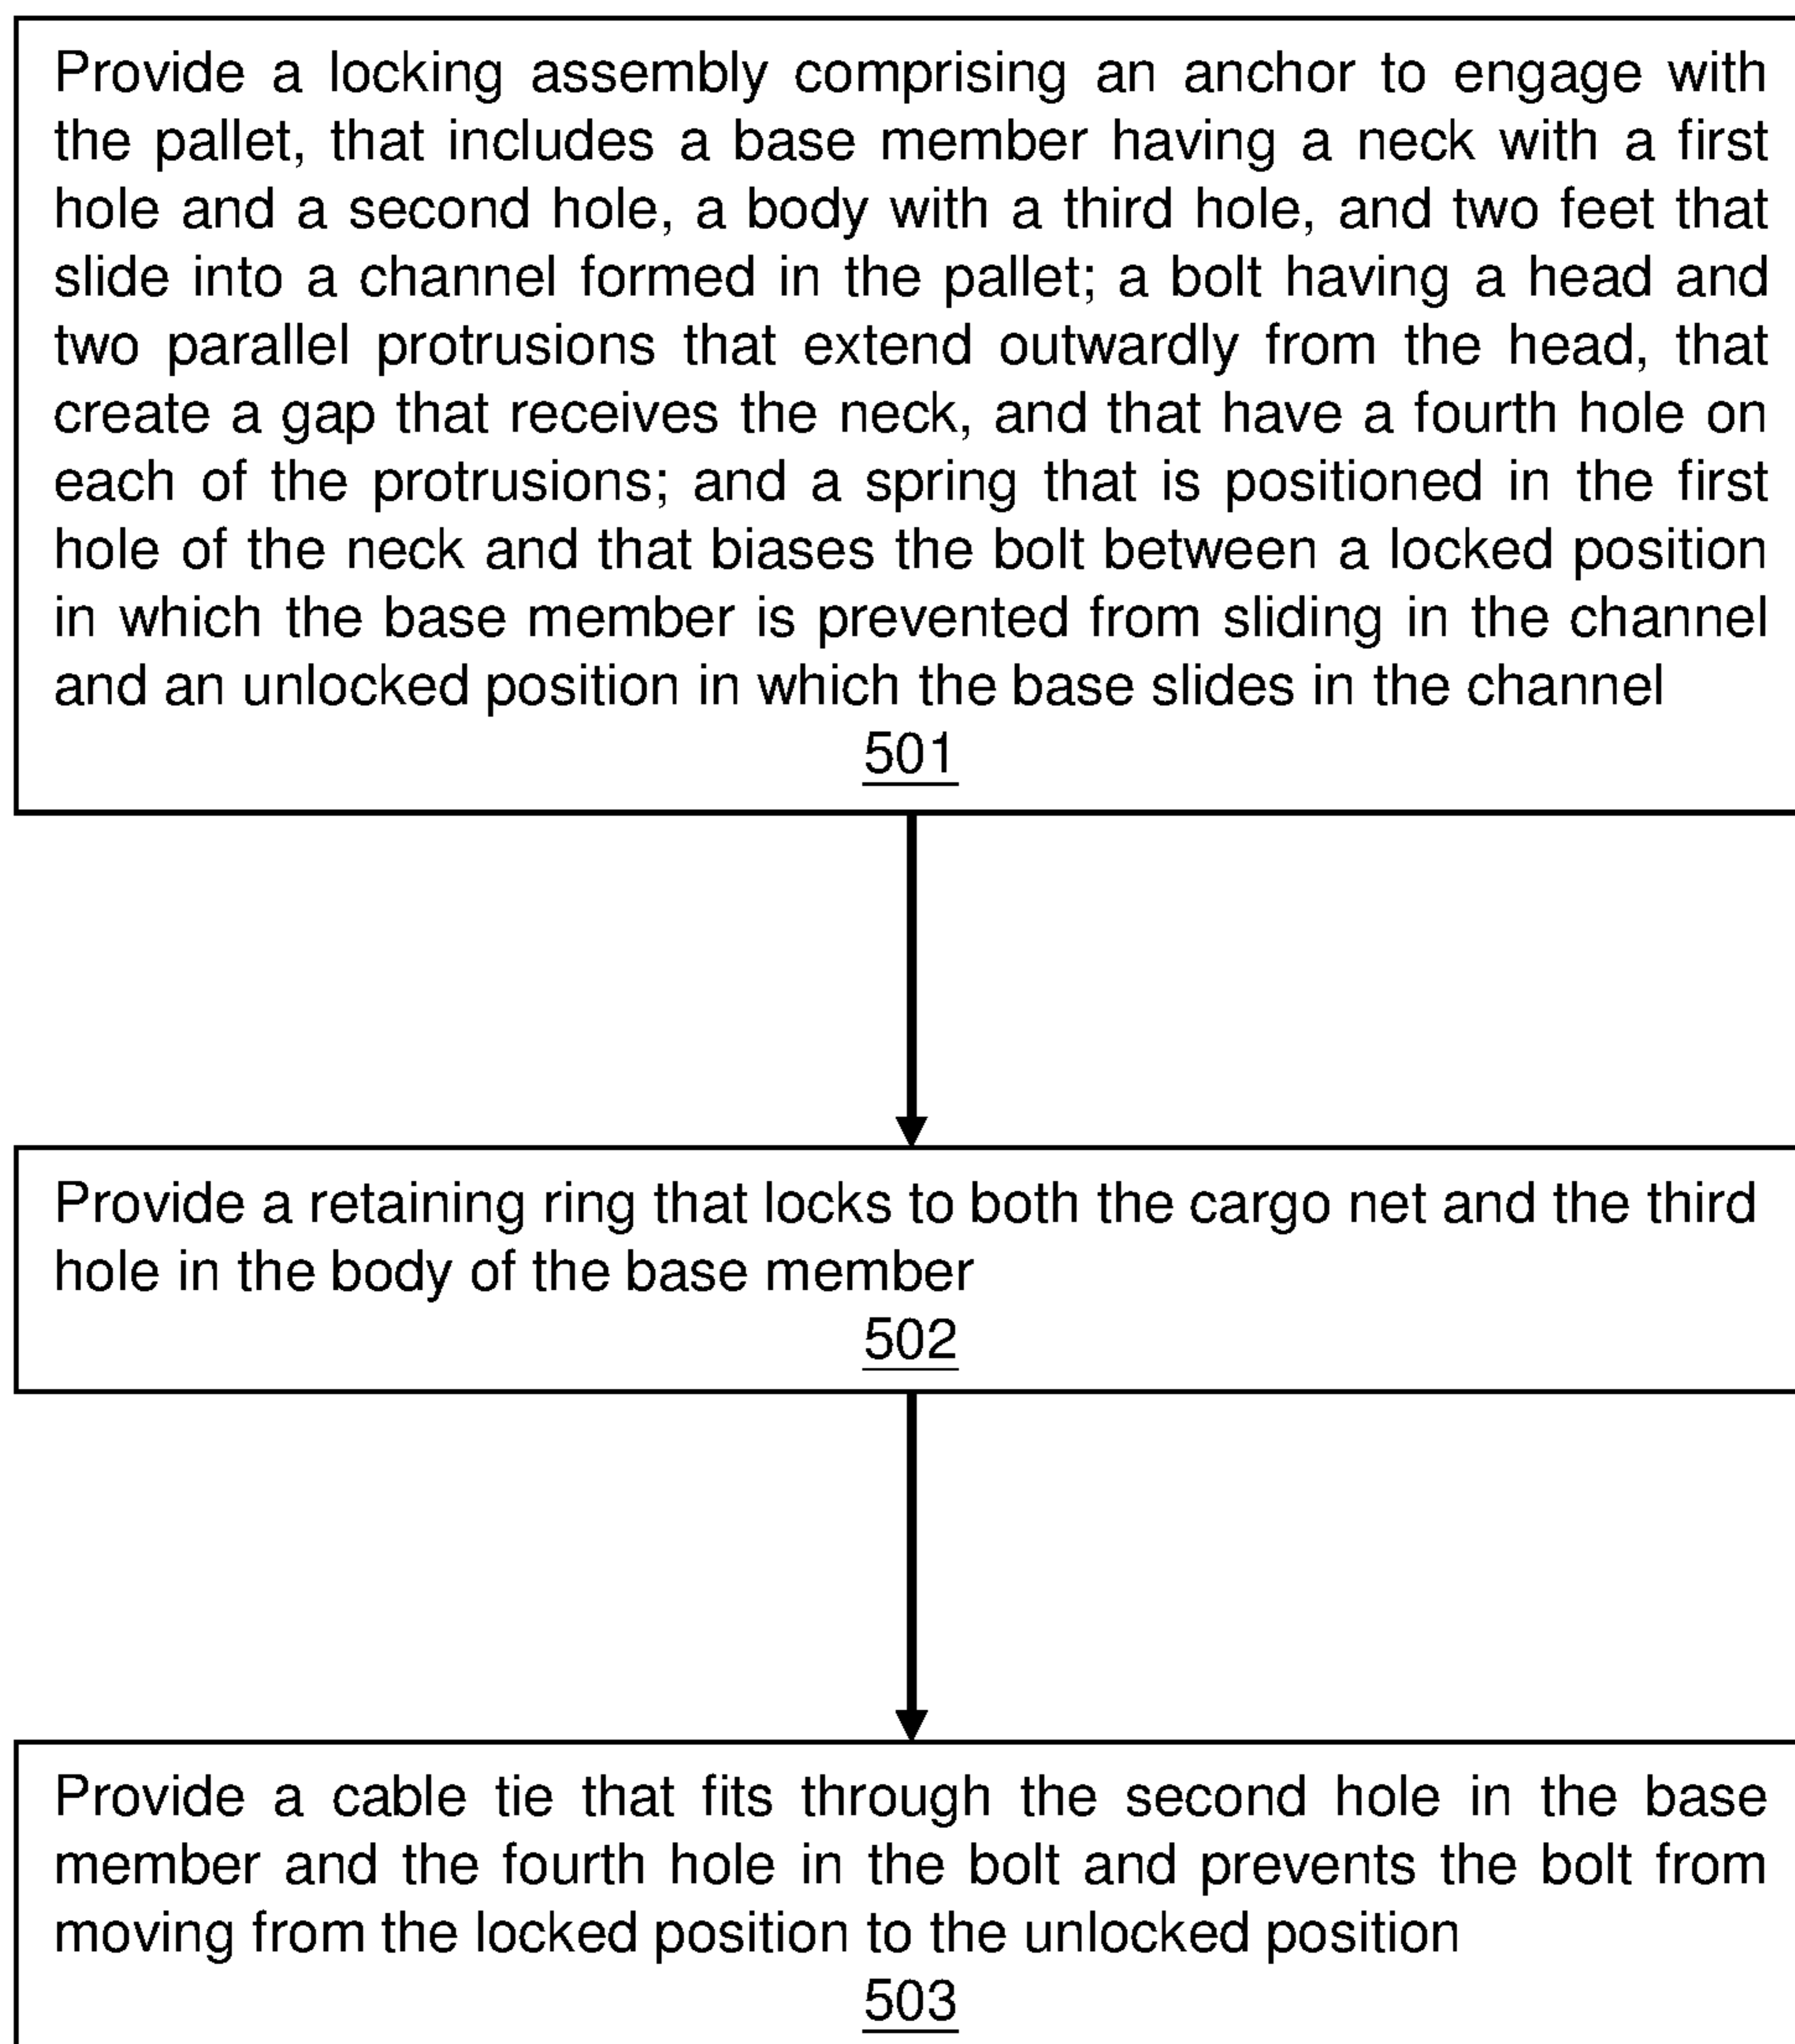 Provide a locking assembly comprising an anchor to engage with
the pallet, that includes a base member having a neck with a first
hole and a second hole, a body with a third hole, and two feet that
slide into a channel formed in the pallet; a bolt having a head and
two parallel protrusions that extend outwardly from the head, that
create a gap that receives the neck, and that have a fourth hole on
each of the protrusions; and a spring that is positioned in the first
hole of the neck and that biases the bolt between a locked position
in which the base member is prevented from sliding in the channel
and an unlocked position in which the base slides in the channel
501
Provide a retaining ring that locks to both the cargo net and the third
hole in the body of the base member
502
Provide a cable tie that fits through the second hole in the base
member and the fourth hole in the bolt and prevents the bolt from
moving from the locked position to the unlocked position
503